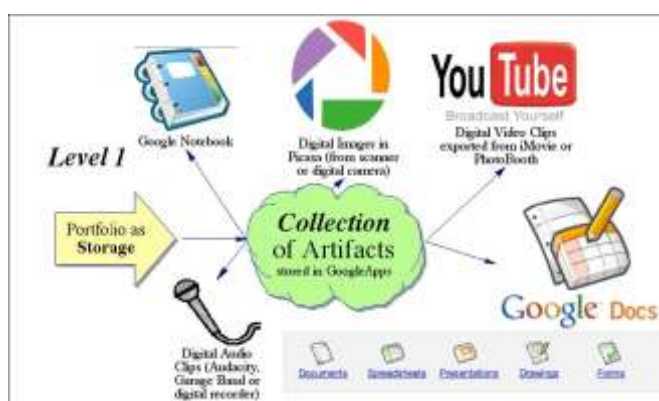 Google Notebook
Level 1
Digital Images in
Picasa (from scanner
or digital camera)
YouTube
Broadcast Yourself
Digital Video Clips
exported from iMovie or
PhotoBooth
Portfolio as
Storage
Collection
of Artifacts
stored in GoogleApps
Google Docs
Digital Audio
Clips (Audacity,
Garage Band or
digital recorder)
Documents
Spreadsheets
Presentations
Drawings
Forms